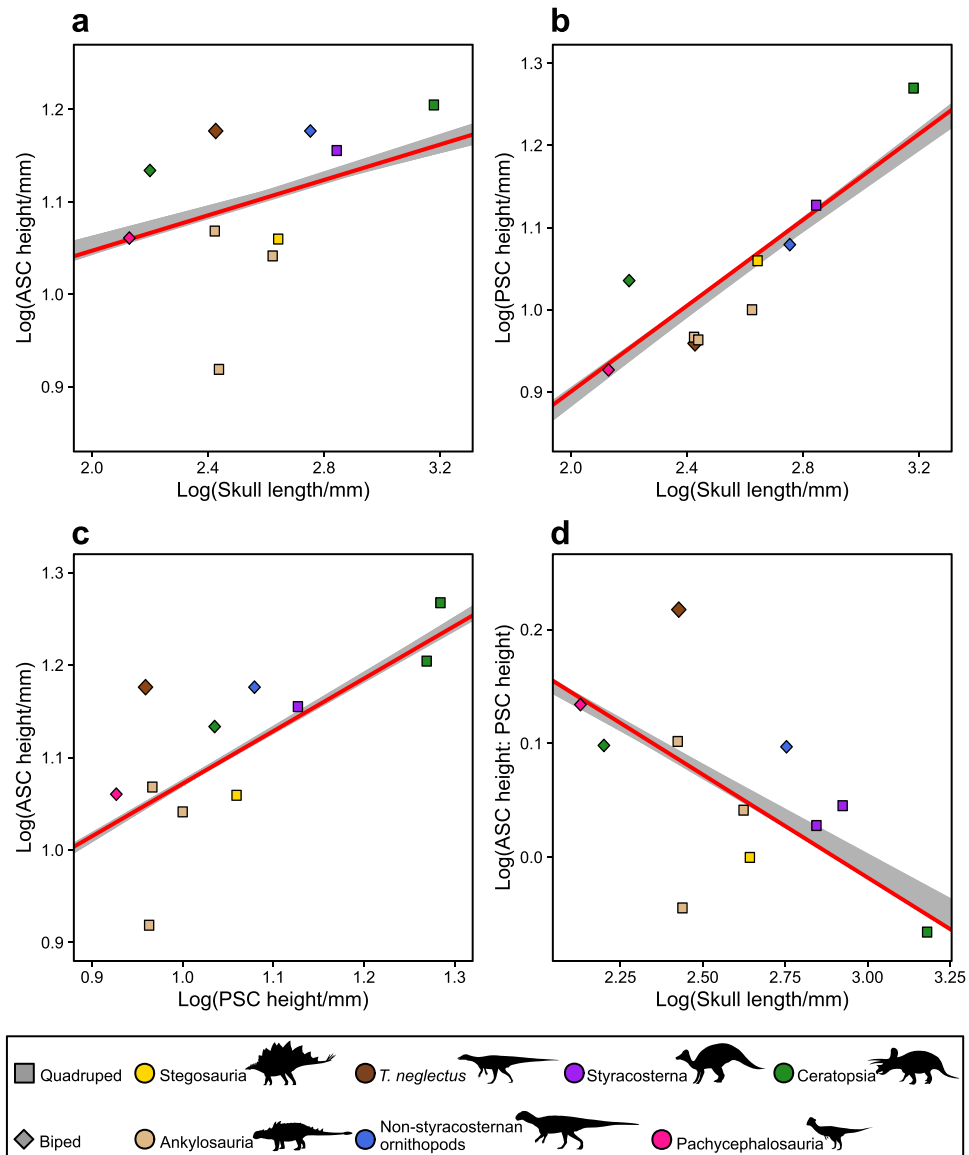 a
Log(ASC height/mm)
1.2
1.1
1.0
0.9
2.0 2.4 2.8 3.2
Log(Skull length/mm)
b
Log(PSC height/mm)
1.3
1.2
1.1
1.0
0.9
2.0 2.4 2.8 3.2
Log(Skull length/mm)
c
Log(ASC height/mm)
1.3
1.2
1.1
1.0
0.9
0.9 1.0 1.1 1.2 1.3
Log(PSC height/mm)
d
Log(ASC height: PSC height)
0.2
0.1
0.0
2.25 2.50 2.75 3.00 3.25
Log(Skull length/mm)
Quadruped Stegosauria T. neglectus Styracosterna Ceratopsia
Biped Ankylosauria Non-styracosternan Pachycephalosauria
ornithopods